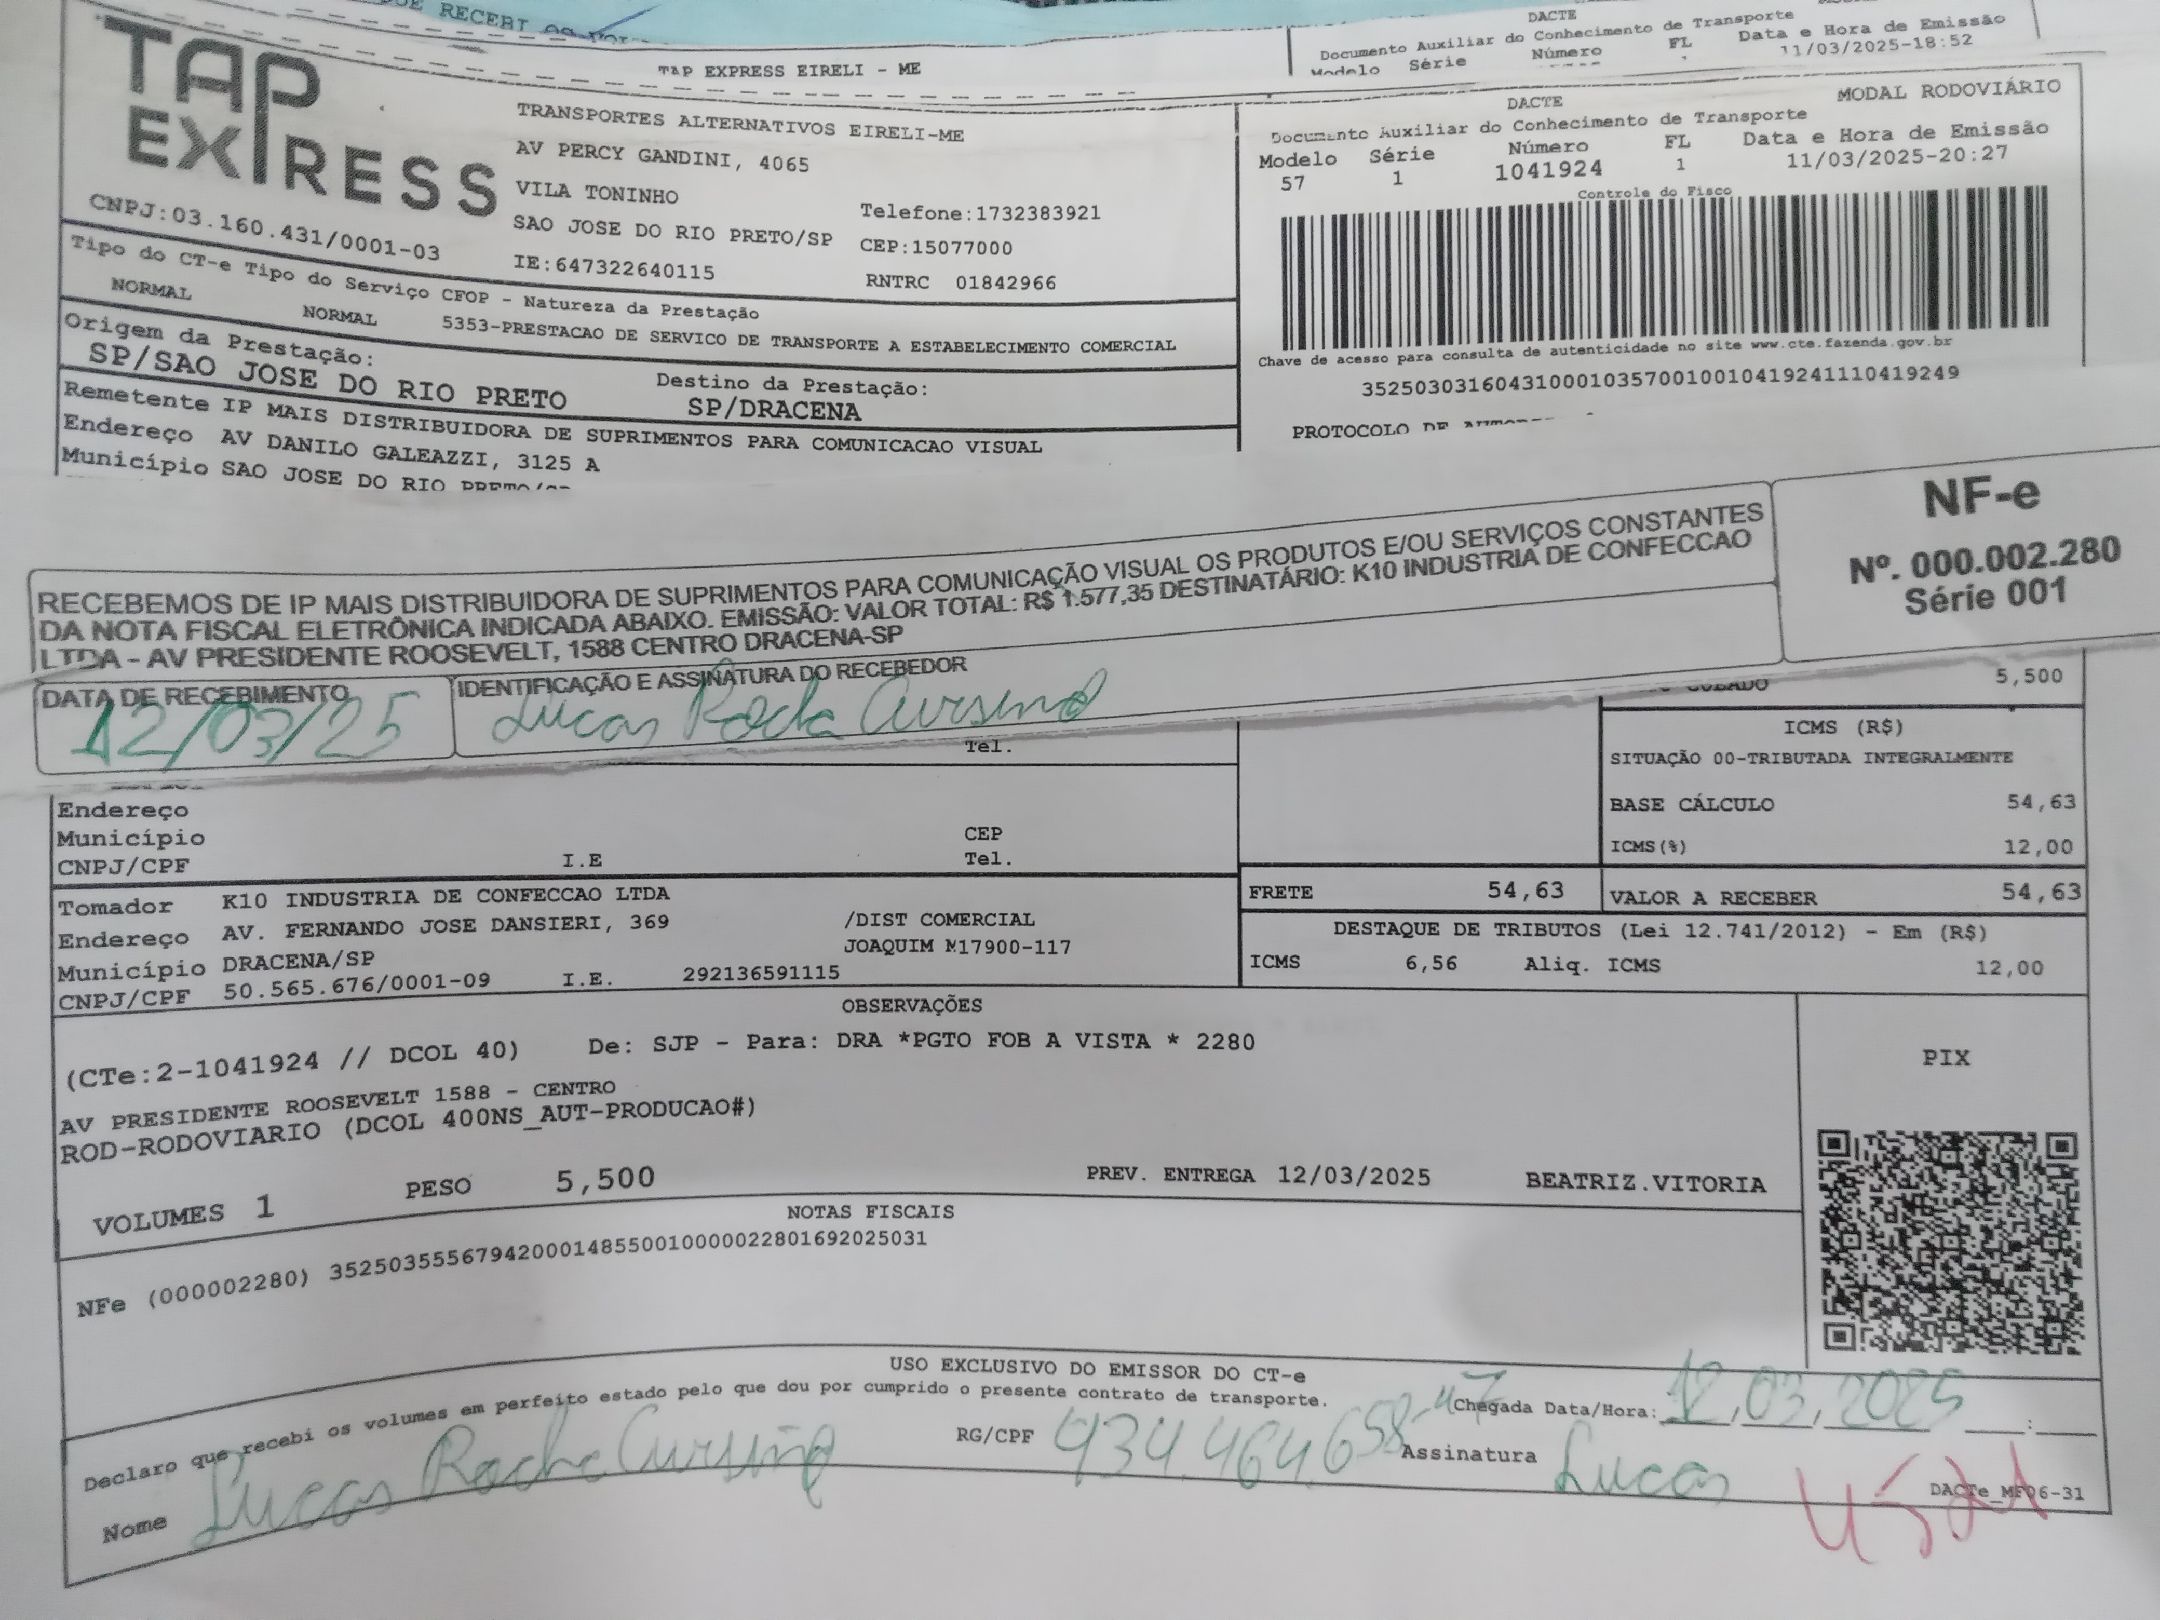 RECEBI OS
DACTE
Documento Auxiliar do Conhecimento de Transporte
Modelo Série Número FL Data e Hora de Emissão
11/03/2025-18:52
TAP EXPRESS EIRELI - ME
TAP
EXPRESS
CNPJ:03.160.431/0001-03
TRANSPORTES ALTERNATIVOS EIRELI-ME
AV PERCY GANDINI, 4065
VILA TONINHO
SAO JOSE DO RIO PRETO/SP
IE:647322640115
Telefone:1732383921
CEP:15077000
RNTRC 01842966
DACTE MODAL RODOVIÁRIO
Documento Auxiliar do Conhecimento de Transporte
Modelo Série Número FL Data e Hora de Emissão
57 1 1041924 1 11/03/2025-20:27
Controle do Fisco
Chave de acesso para consulta de autenticidade no site www.cte.fazenda.gov.br
35250303160431000103570010010419241110419249
PROTOCOLO DE
Tipo do CT-e Tipo do Serviço CFOP - Natureza da Prestação
NORMAL NORMAL 5353-PRESTACAO DE SERVICO DE TRANSPORTE A ESTABELECIMENTO COMERCIAL
Origem da Prestação:
SP/SAO JOSE DO RIO PRETO
Destino da Prestação:
SP/DRACENA
Remetente IP MAIS DISTRIBUIDORA DE SUPRIMENTOS PARA COMUNICACAO VISUAL
Endereço AV DANILO GALEAZZI, 3125 A
Município SAO JOSE DO RIO PRETO
RECEBEMOS DE IP MAIS DISTRIBUIDORA DE SUPRIMENTOS PARA COMUNICAÇÃO VISUAL OS PRODUTOS E/OU SERVIÇOS CONSTANTES
DA NOTA FISCAL ELETRÔNICA INDICADA ABAIXO. EMISSÃO: VALOR TOTAL: R$ 1.577,35 DESTINATÁRIO: K10 INDUSTRIA DE CONFECCAO
LTDA - AV PRESIDENTE ROOSEVELT, 1588 CENTRO DRACENA-SP
NF-e
Nº. 000.002.280
Série 001
DATA DE RECEBIMENTO
12/03/25
IDENTIFICAÇÃO E ASSINATURA DO RECEBEDOR
Lucas Rocha Cursino
Tel.
CUBADO 5,500
ICMS (R$)
SITUAÇÃO 00-TRIBUTADA INTEGRALMENTE
BASE CÁLCULO 54,63
ICMS(%) 12,00
Endereço
Município CEP
CNPJ/CPF I.E Tel.
FRETE 54,63 VALOR A RECEBER 54,63
Tomador K10 INDUSTRIA DE CONFECCAO LTDA
Endereço AV. FERNANDO JOSE DANSIERI, 369 /DIST COMERCIAL
Município DRACENA/SP JOAQUIM M17900-117
CNPJ/CPF 50.565.676/0001-09 I.E. 292136591115
DESTAQUE DE TRIBUTOS (Lei 12.741/2012) - Em (R$)
ICMS 6,56 Aliq. ICMS 12,00
OBSERVAÇÕES
(CTe:2-1041924 // DCOL 40) De: SJP - Para: DRA *PGTO FOB A VISTA * 2280
AV PRESIDENTE ROOSEVELT 1588 - CENTRO
ROD-RODOVIARIO (DCOL 400NS_AUT-PRODUCAO#)
VOLUMES 1 PESO 5,500 PREV. ENTREGA 12/03/2025 BEATRIZ.VITORIA
PIX
NOTAS FISCAIS
NFe (000002280) 35250355567942000148550010000022801692025031
USO EXCLUSIVO DO EMISSOR DO CT-e
Declaro que recebi os volumes em perfeito estado pelo que dou por cumprido o presente contrato de transporte.
Chegada Data/Hora: 12/03/2025 :
Nome Lucas Rocha Cursino RG/CPF 434.464.658-47 Assinatura Lucas
DACTe_MF06-31